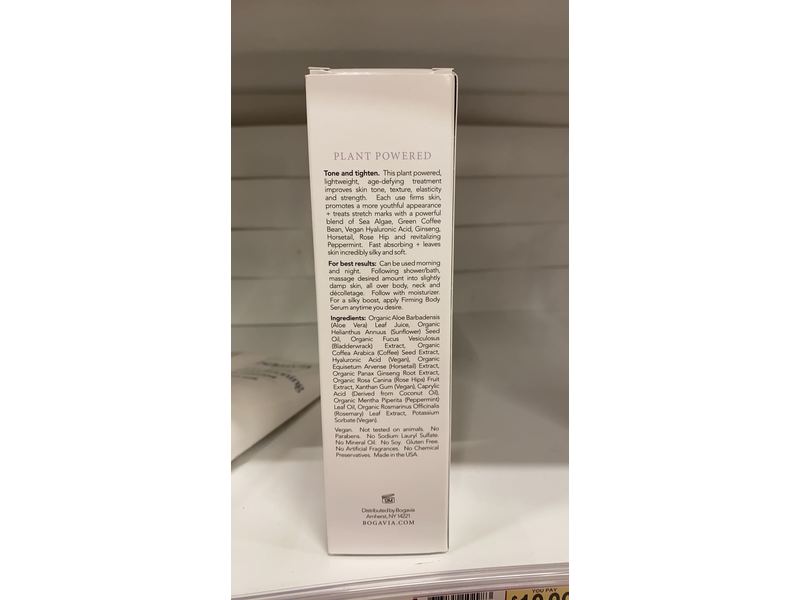 PLANT POWERED
Tone and tighten. This plant powered,
lightweight, age-defying treatment
improves skin tone, texture, elasticity
and strength. Each use firms skin,
promotes a more youthful appearance
+ treats stretch marks with a powerful
blend of Sea Algae, Green Coffee
Bean, Vegan Hyaluronic Acid, Ginseng,
Horsetail, Rose Hip and revitalizing
Peppermint. Fast absorbing + leaves
skin incredibly silky and soft.
For best results: Can be used morning
and night. Following shower/bath,
massage desired amount into slightly
damp skin, all over body, neck and
décolletage. Follow with moisturizer.
For a silky boost, apply Firming Body
Serum anytime you desire.
Ingredients: Organic Aloe Barbadensis
(Aloe Vera) Leaf Juice, Organic
Helianthus Annuus (Sunflower) Seed
Oil, Organic Fucus Vesiculosus
(Bladderwrack) Extract, Organic
Coffea Arabica (Coffee) Seed Extract,
Hyaluronic Acid (Vegan), Organic
Equisetum Arvense (Horsetail) Extract,
Organic Panax Ginseng Root Extract,
Organic Rosa Canina (Rose Hips) Fruit
Extract, Xanthan Gum (Vegan), Caprylic
Acid (Derived from Coconut Oil),
Organic Mentha Piperita (Peppermint)
Leaf Oil, Organic Rosmarinus Officinalis
(Rosemary) Leaf Extract, Potassium
Sorbate (Vegan).
Vegan. Not tested on animals. No
Parabens. No Sodium Lauryl Sulfate.
No Mineral Oil. No Soy. Gluten Free.
No Artificial Fragrances. No Chemical
Preservatives. Made in the USA.
Distributed by Bogavia
Amherst, NY 14221
BOGAVIA.COM
YOU PAY